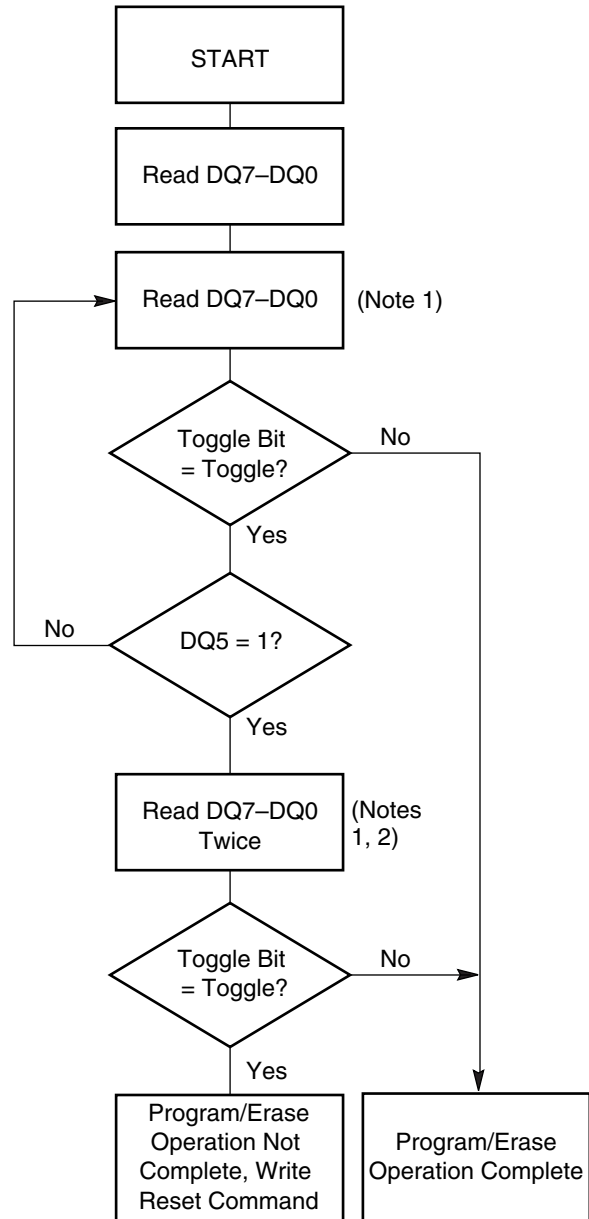 START
Read DQ7–DQ0
Read DQ7–DQ0
(Note 1)
Toggle Bit
= Toggle?
No
Yes
DQ5 = 1?
No
Yes
Read DQ7–DQ0
Twice
(Notes
1, 2)
Toggle Bit
= Toggle?
No
Yes
Program/Erase
Operation Not
Complete, Write
Reset Command
Program/Erase
Operation Complete